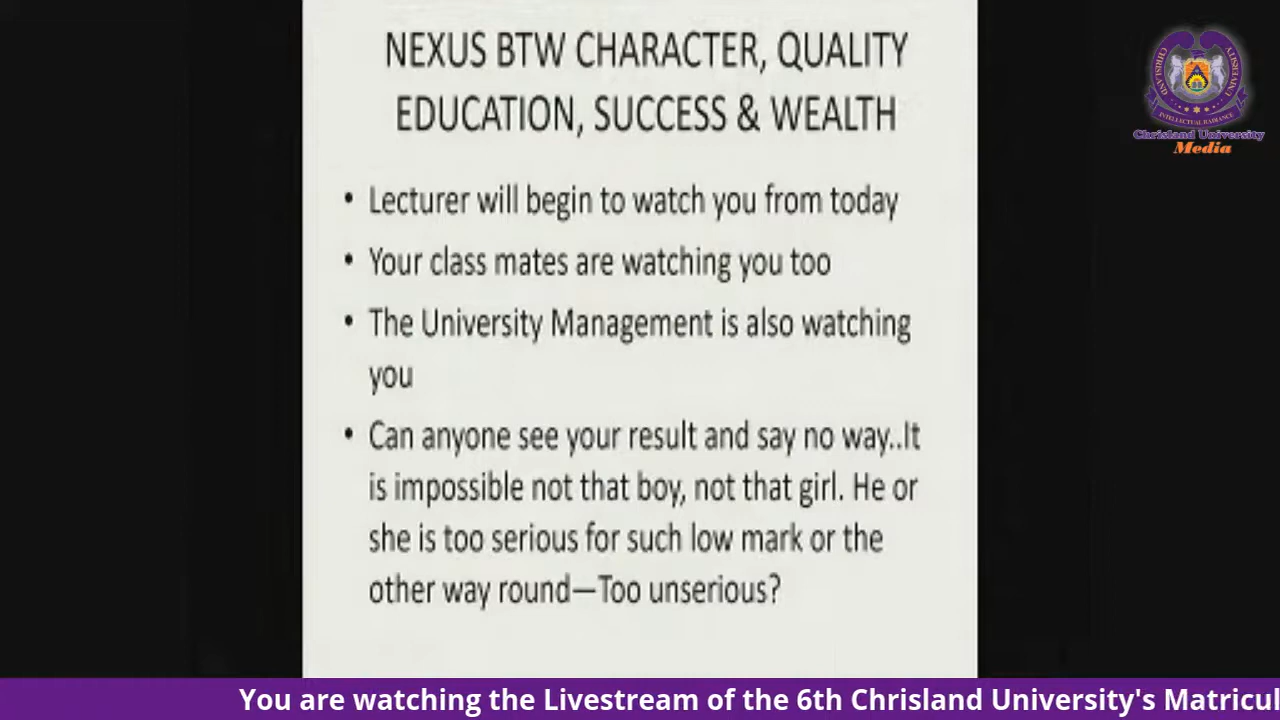 NEXUS BTW CHARACTER, QUALITY
EDUCATION, SUCCESS & WEALTH
• Lecturer will begin to watch you from today
• Your class mates are watching you too
• The University Management is also watching
you
• Can anyone see your result and say no way..It
is impossible not that boy, not that girl. He or
she is too serious for such low mark or the
other way round—Too unserious?
CHRISLAND UNIVERSITY
INTELLECTUAL RADIANCE
Chrisland University
Media
You are watching the Livestream of the 6th Chrisland University's Matricul